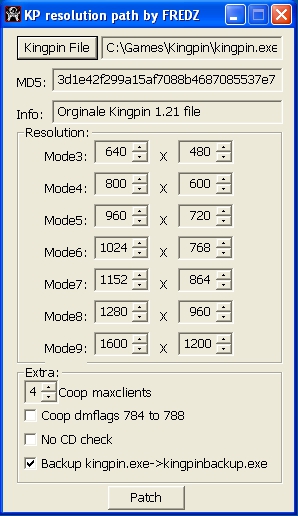 KP resolution path by FREDZ
Kingpin File C:\Games\Kingpin\kingpin.exe
MD5: 3d1e42f299a15af7088b4687085537e7
Info: Orginale Kingpin 1.21 file
Resolution:
Mode3: 640 X 480
Mode4: 800 X 600
Mode5: 960 X 720
Mode6: 1024 X 768
Mode7: 1152 X 864
Mode8: 1280 X 960
Mode9: 1600 X 1200
Extra:
4 Coop maxclients
Coop dmflags 784 to 788
No CD check
Backup kingpin.exe->kingpinbackup.exe
Patch